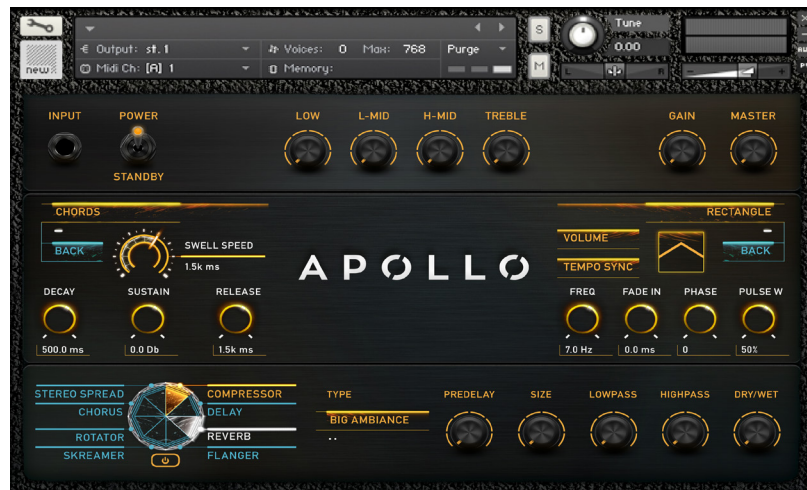 S
Tune
0.00
Output: st. 1
Voices: 0 Max: 768
Purge
new
Midi Ch: [A] 1
Memory:
M
L R
- +
INPUT
POWER
LOW
L-MID
H-MID
TREBLE
GAIN
MASTER
STANDBY
CHORDS
RECTANGLE
BACK
SWELL SPEED
1.5k ms
VOLUME
TEMPO SYNC
BACK
APOLLO
DECAY
SUSTAIN
RELEASE
FREQ
FADE IN
PHASE
PULSE W
500.0 ms
0.0 Db
1.5k ms
7.0 Hz
0.0 ms
0
50%
STEREO SPREAD
COMPRESSOR
CHORUS
DELAY
ROTATOR
REVERB
SKREAMER
FLANGER
TYPE
BIG AMBIANCE
..
PREDELAY
SIZE
LOWPASS
HIGHPASS
DRY/WET